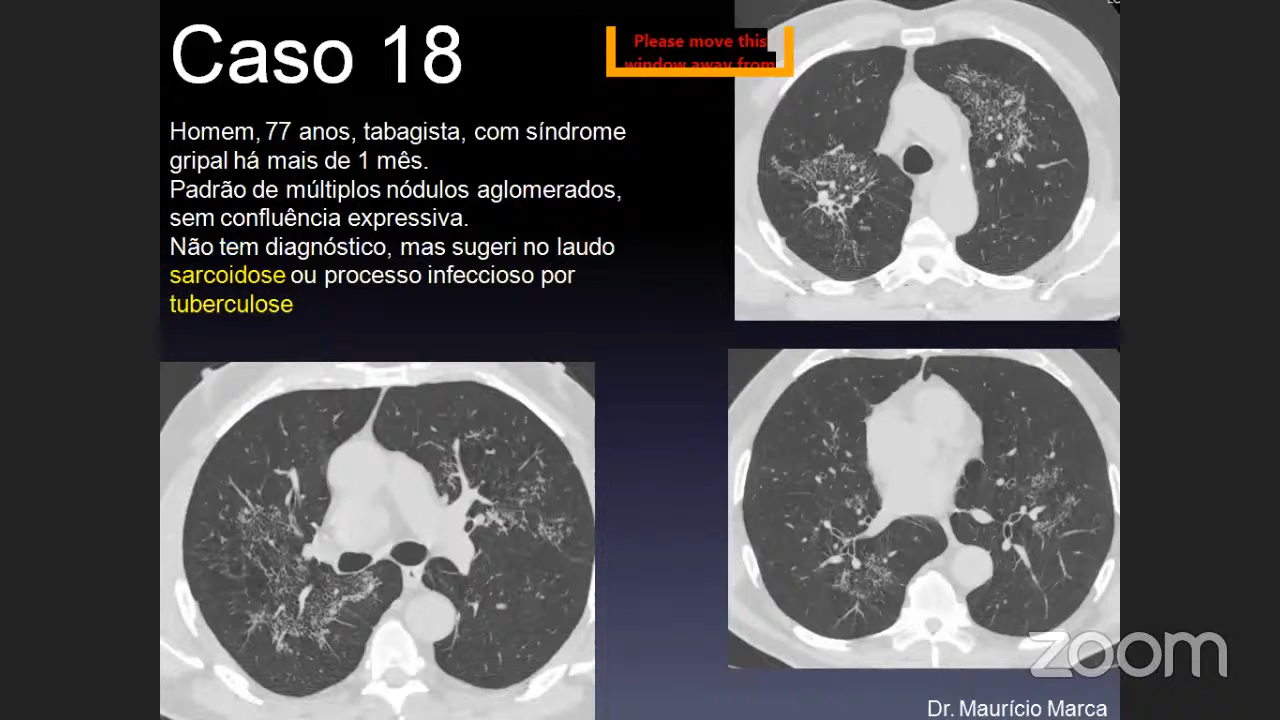 Caso 18
Please move this
window away from
Homem, 77 anos, tabagista, com síndrome
gripal há mais de 1 mês.
Padrão de múltiplos nódulos aglomerados,
sem confluência expressiva.
Não tem diagnóstico, mas sugeri no laudo
sarcoidose ou processo infeccioso por
tuberculose
zoom
Dr. Maurício Marca